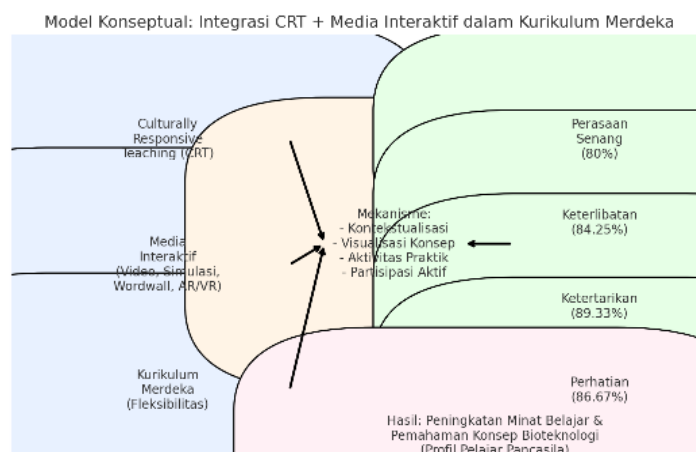 Model Konseptual: Integrasi CRT + Media Interaktif dalam Kurikulum Merdeka
Culturally
Responsive
Teaching (CRT)
Media
Interaktif
(Video, Simulasi,
Wordwall, AR/VR)
Kurikulum
Merdeka
(Fleksibilitas)
Mekanisme:
- Kontekstualisasi
- Visualisasi Konsep
- Aktivitas Praktik
- Partisipasi Aktif
Perasaan
Senang
(80%)
Keterlibatan
(84.25%)
Ketertarikan
(89.33%)
Perhatian
(86.67%)
Hasil: Peningkatan Minat Belajar &
Pemahaman Konsep Bioteknologi
(Profil Pelajar Pancasila)